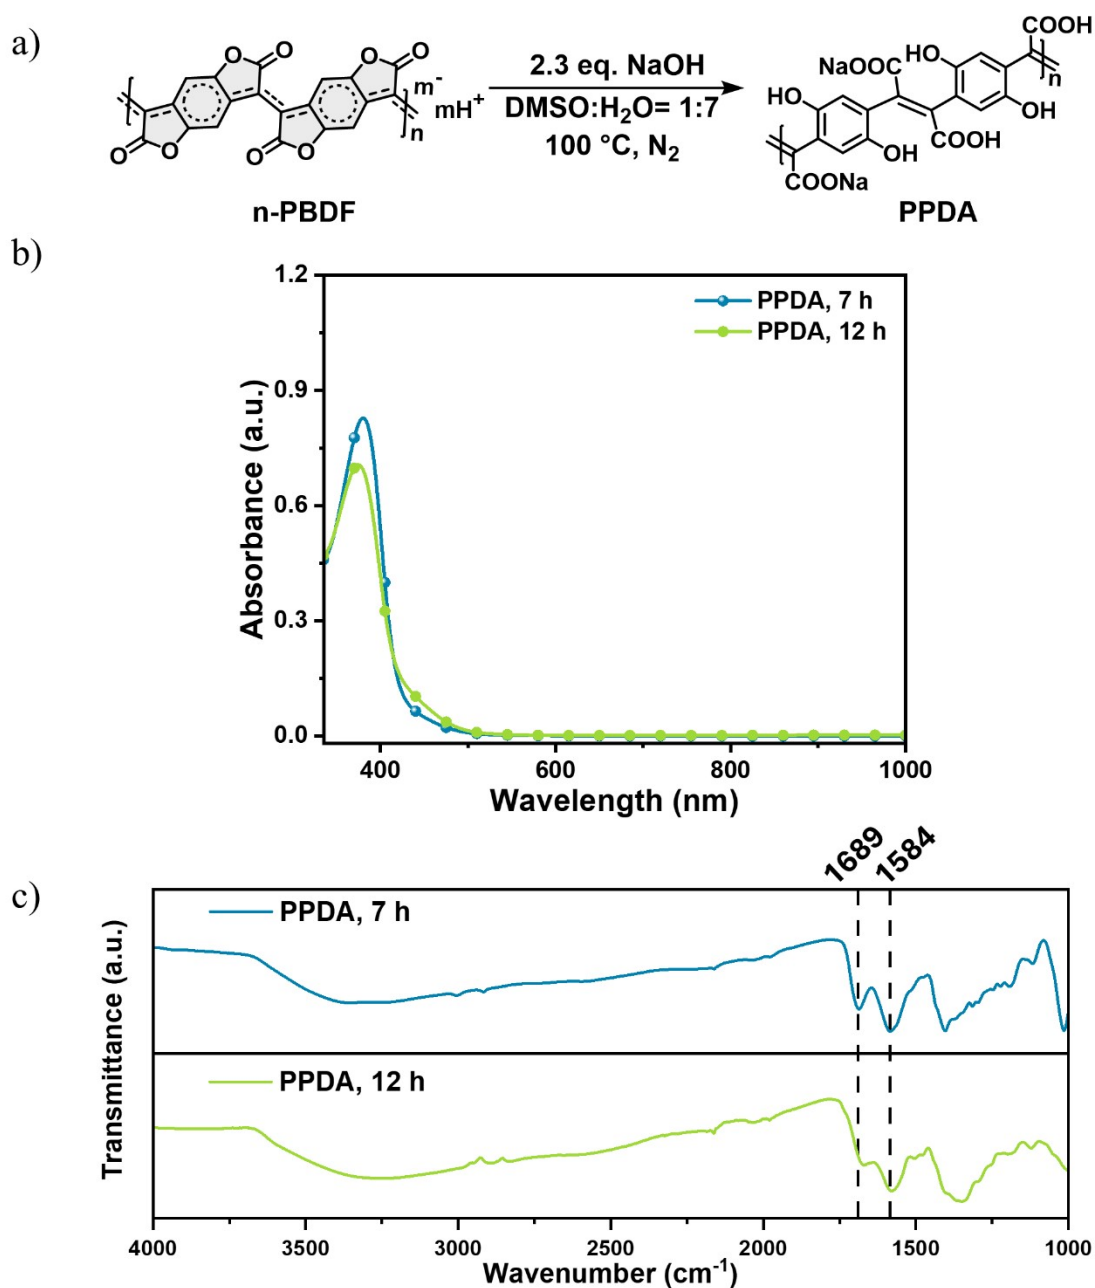 a)
O
O
O
O
O
O
O
O
m-
mH+
n
n-PBDF
2.3 eq. NaOH
DMSO:H2O= 1:7
100 °C, N2
COOH
HO
NaOOC
n
HO
OH
OH
COOH
COONa
PPDA
b)
PPDA, 7 h
PPDA, 12 h
Absorbance (a.u.)
1.2
0.9
0.6
0.3
0.0
400
600
800
1000
Wavelength (nm)
c)
1689
1584
PPDA, 7 h
PPDA, 12 h
Transmittance (a.u.)
4000
3500
3000
2500
2000
1500
1000
Wavenumber (cm-1)